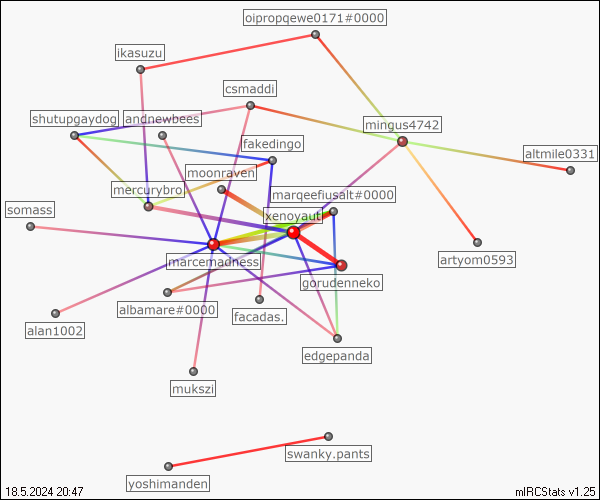 oipropqewe0171#0000
ikasuzu
csmaddi
shutupgaydog
andnewbees
mingus4742
fakedingo
altmile0331
moonraven
mercurybro
marqeefiusalt#0000
somass
xenoyauti
marcemadness
artyom0593
gorudenneko
albamare#0000
facadas.
alan1002
edgepanda
mukszi
swanky.pants
yoshimanden
18.5.2024 20:47
mIRCStats v1.25